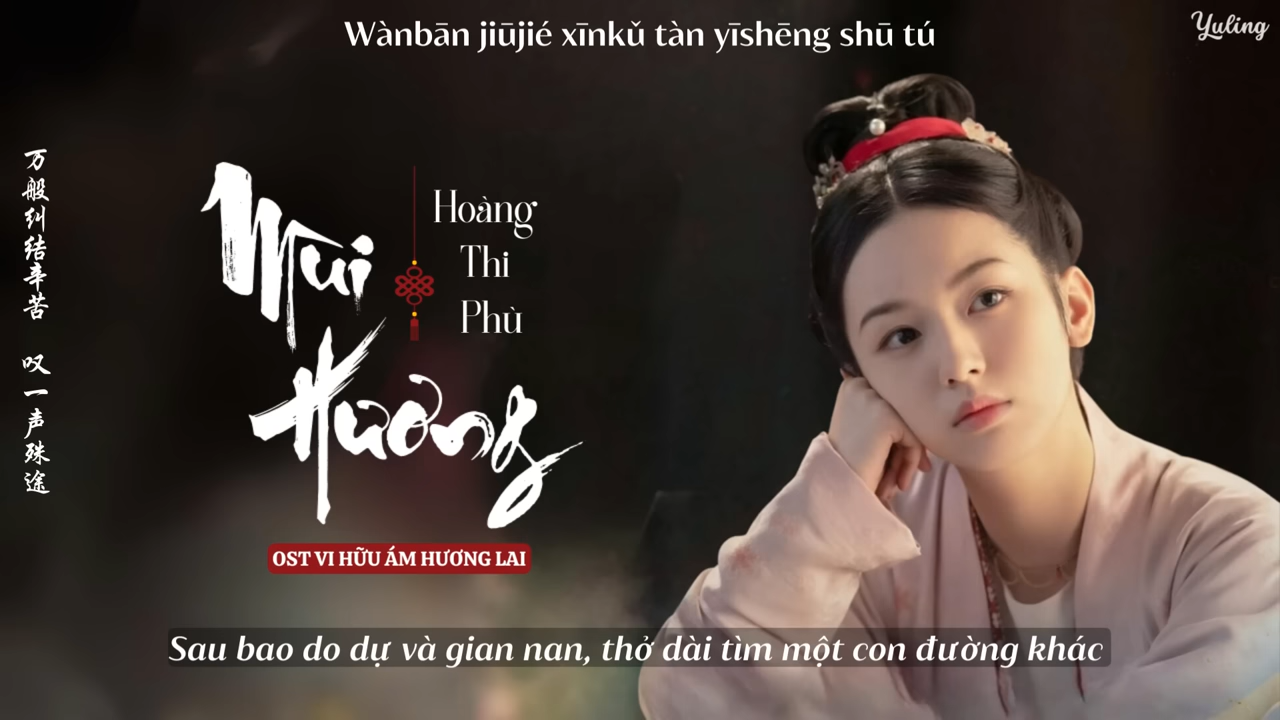 Wànbān jiūjié xīnkǔ tàn yīshēng shū tú
Yuling
万般纠结辛苦 叹一声殊途
Mùi
Hương
Hoàng
Thi
Phù
OST VI HỮU ÁM HƯƠNG LAI
Sau bao do dự và gian nan, thở dài tìm một con đường khác